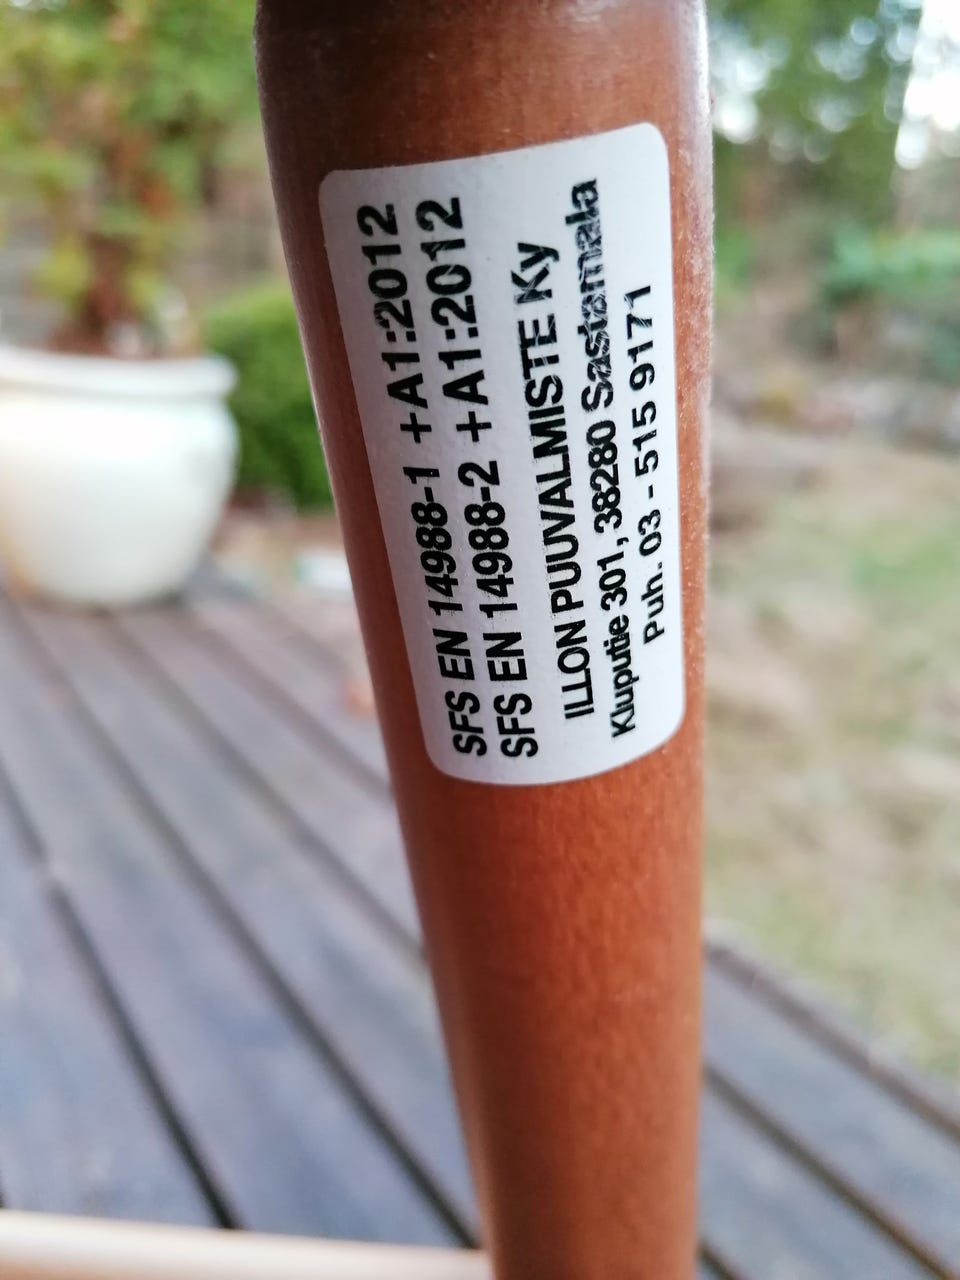 SFS EN 14988-1 +A1:2012
SFS EN 14988-2 +A1:2012
ILLON PUUVALMISTE Ky
Kiuputie 301, 38280 Sastamala
Puh. 03 - 515 9171